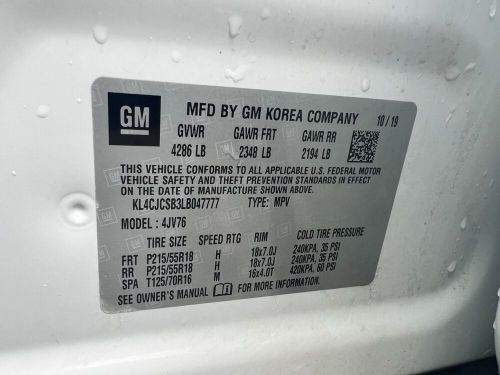 GM
MFD BY GM KOREA COMPANY 10/19
GVWR GAWR FRT GAWR RR
4286 LB 2348 LB 2194 LB
THIS VEHICLE CONFORMS TO ALL APPLICABLE U.S. FEDERAL MOTOR
VEHICLE SAFETY AND THEFT PREVENTION STANDARDS IN EFFECT
ON THE DATE OF MANUFACTURE SHOWN ABOVE.
KL4CJCSB3LB047777 TYPE: MPV
MODEL: 4JV76
TIRE SIZE SPEED RTG RIM COLD TIRE PRESSURE
FRT P215/55R18 H 18x7.0J 240KPA, 35 PSI
RR P215/55R18 H 18x7.0J 240KPA, 35 PSI
SPA T125/70R16 M 16x4.0T 420KPA, 60 PSI
SEE OWNER'S MANUAL FOR MORE INFORMATION.